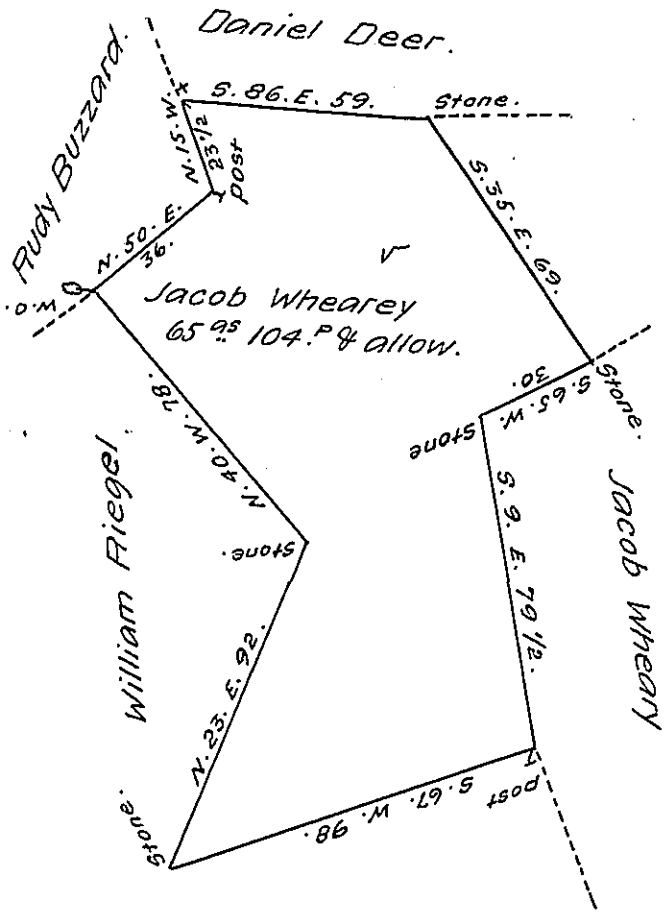 Daniel Deer.
Rudy Buzzard.
S. 86. E. 59.
Stone.
N. 15. W.
23 1/2
post
N. 50. E.
36.
W.O.
S. 35. E. 69.
Jacob Whearey
65 as 104. P & allow.
Stone.
S. 65. W.
30.
Stone
N. 40. W. 78.
Stone.
S. 9. E. 79 1/2.
Jacob Wheary
William Riegel
N. 23. E. 92.
Stone.
S. 67. W. 98.
post